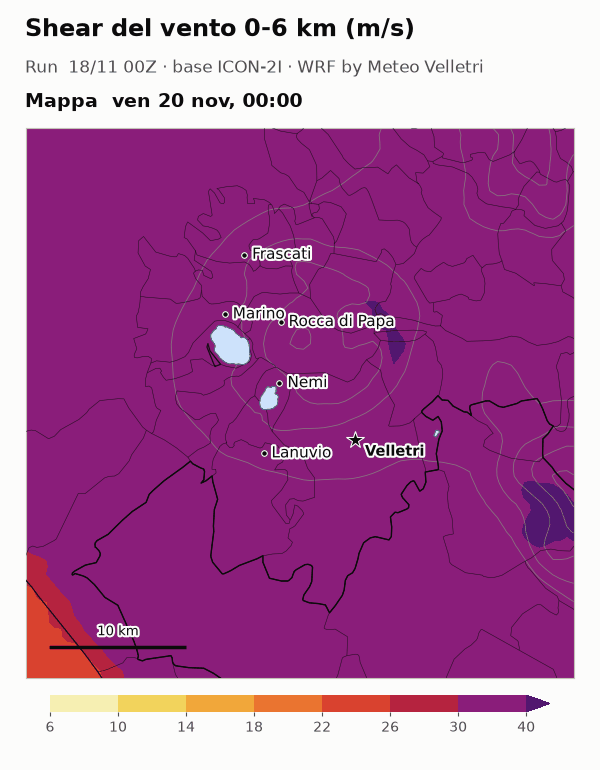 Shear del vento 0-6 km (m/s)
Run  18/11 00Z · base ICON-2I · WRF by Meteo Velletri
Mappa  ven 20 nov, 00:00
Frascati
Marino
Rocca di Papa
Nemi
Velletri
Lanuvio
10 km
6 10 14 18 22 26 30 40